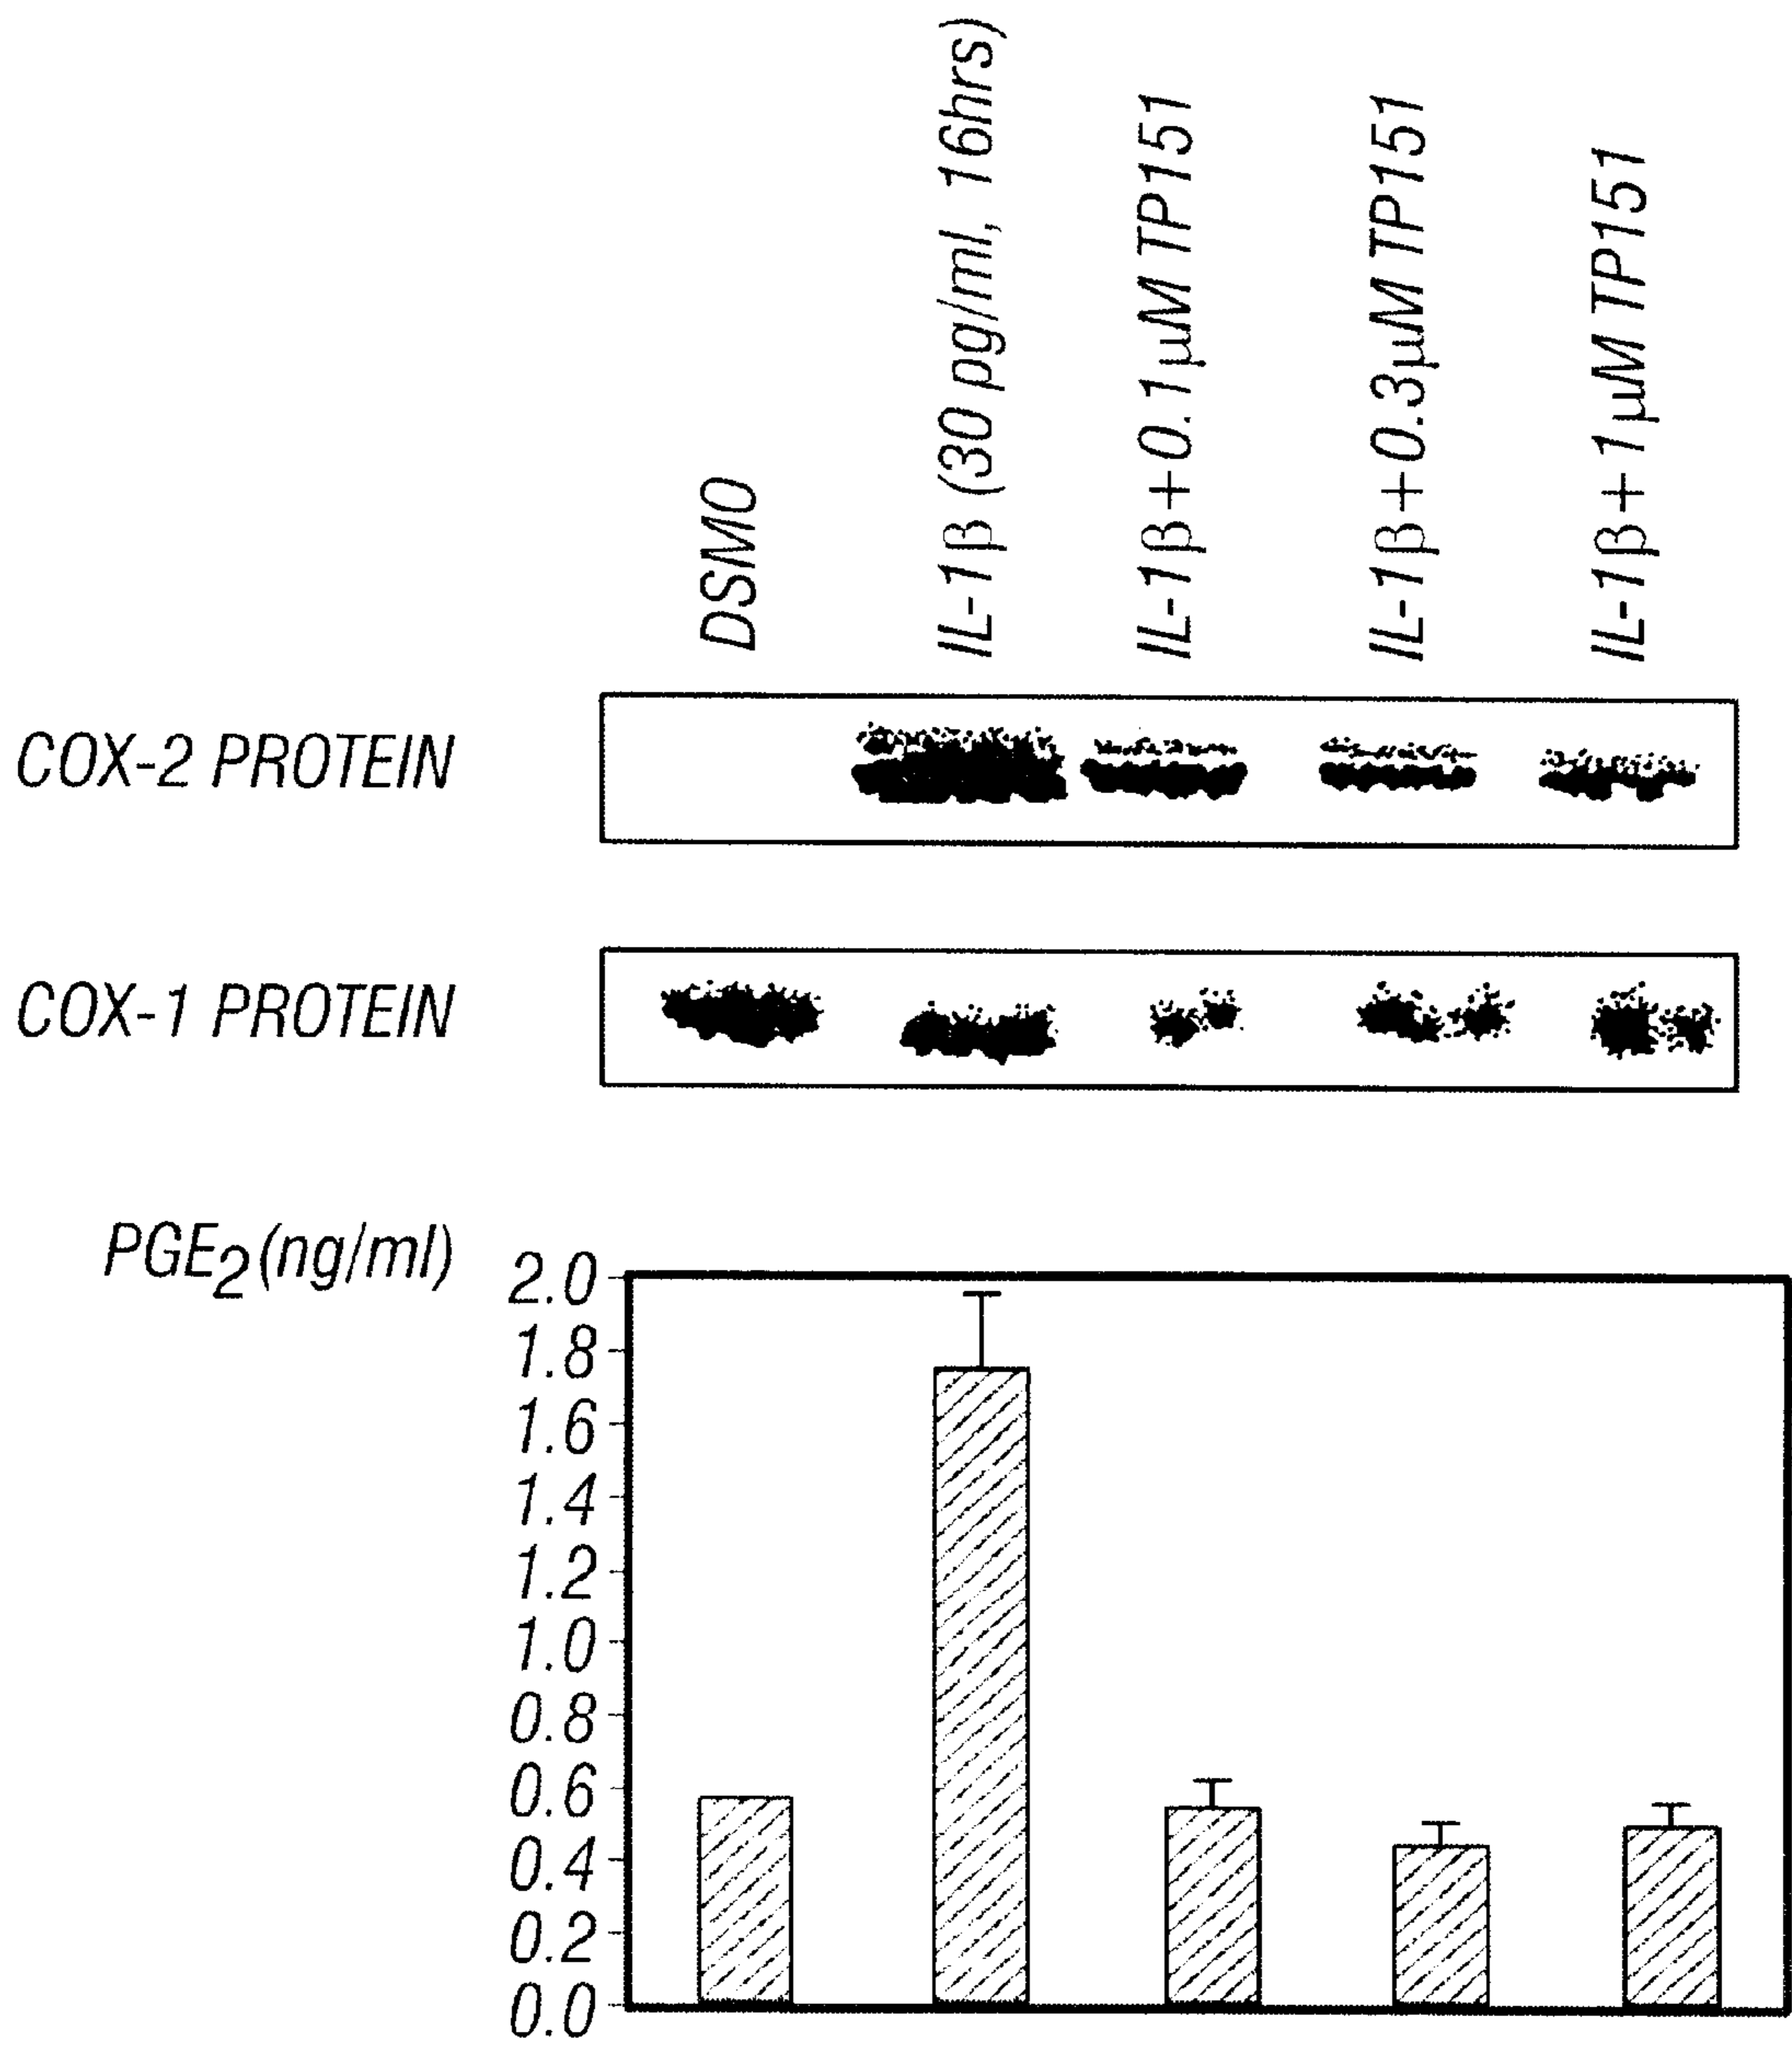 DSMO
IL-1β (30 pg/ml, 16hrs)
IL-1β+0.1μM TP151
IL-1β+0.3μM TP151
IL-1β+1μM TP151
COX-2 PROTEIN
COX-1 PROTEIN
PGE2 (ng/ml)
2.0
1.8
1.6
1.4
1.2
1.0
0.8
0.6
0.4
0.2
0.0